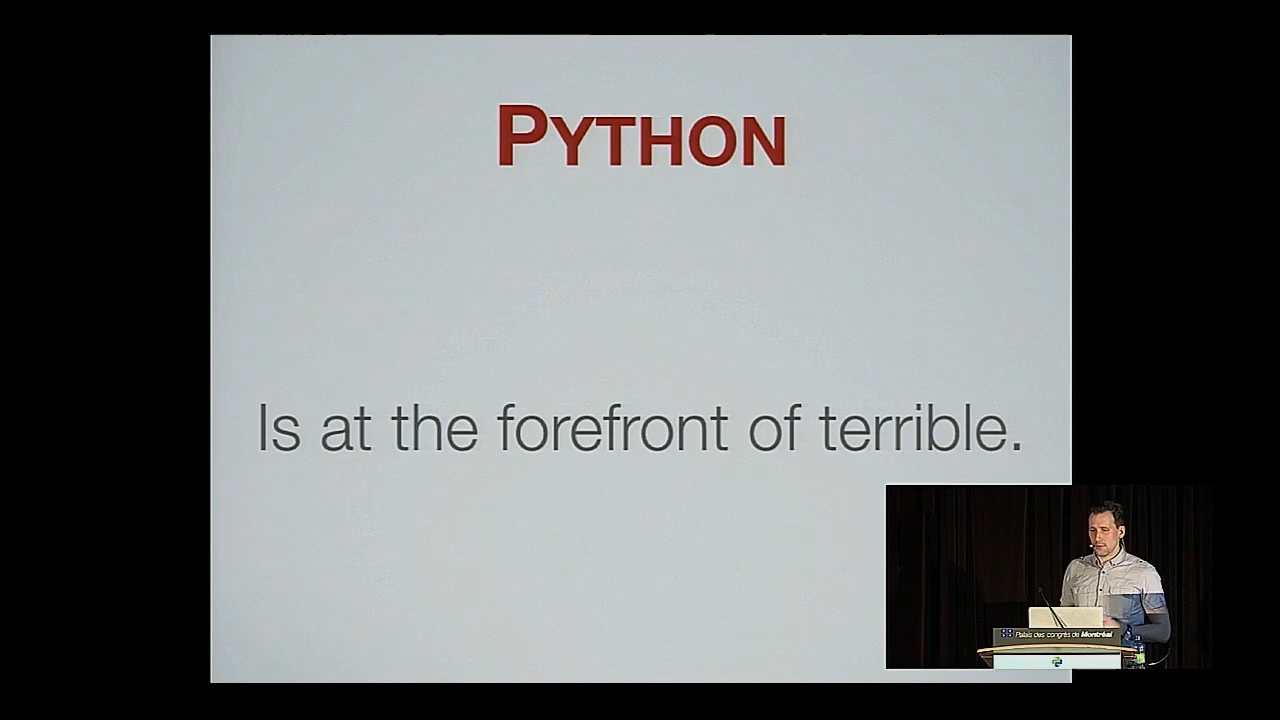 PYTHON
Is at the forefront of terrible.
Palais des congrès de Montréal